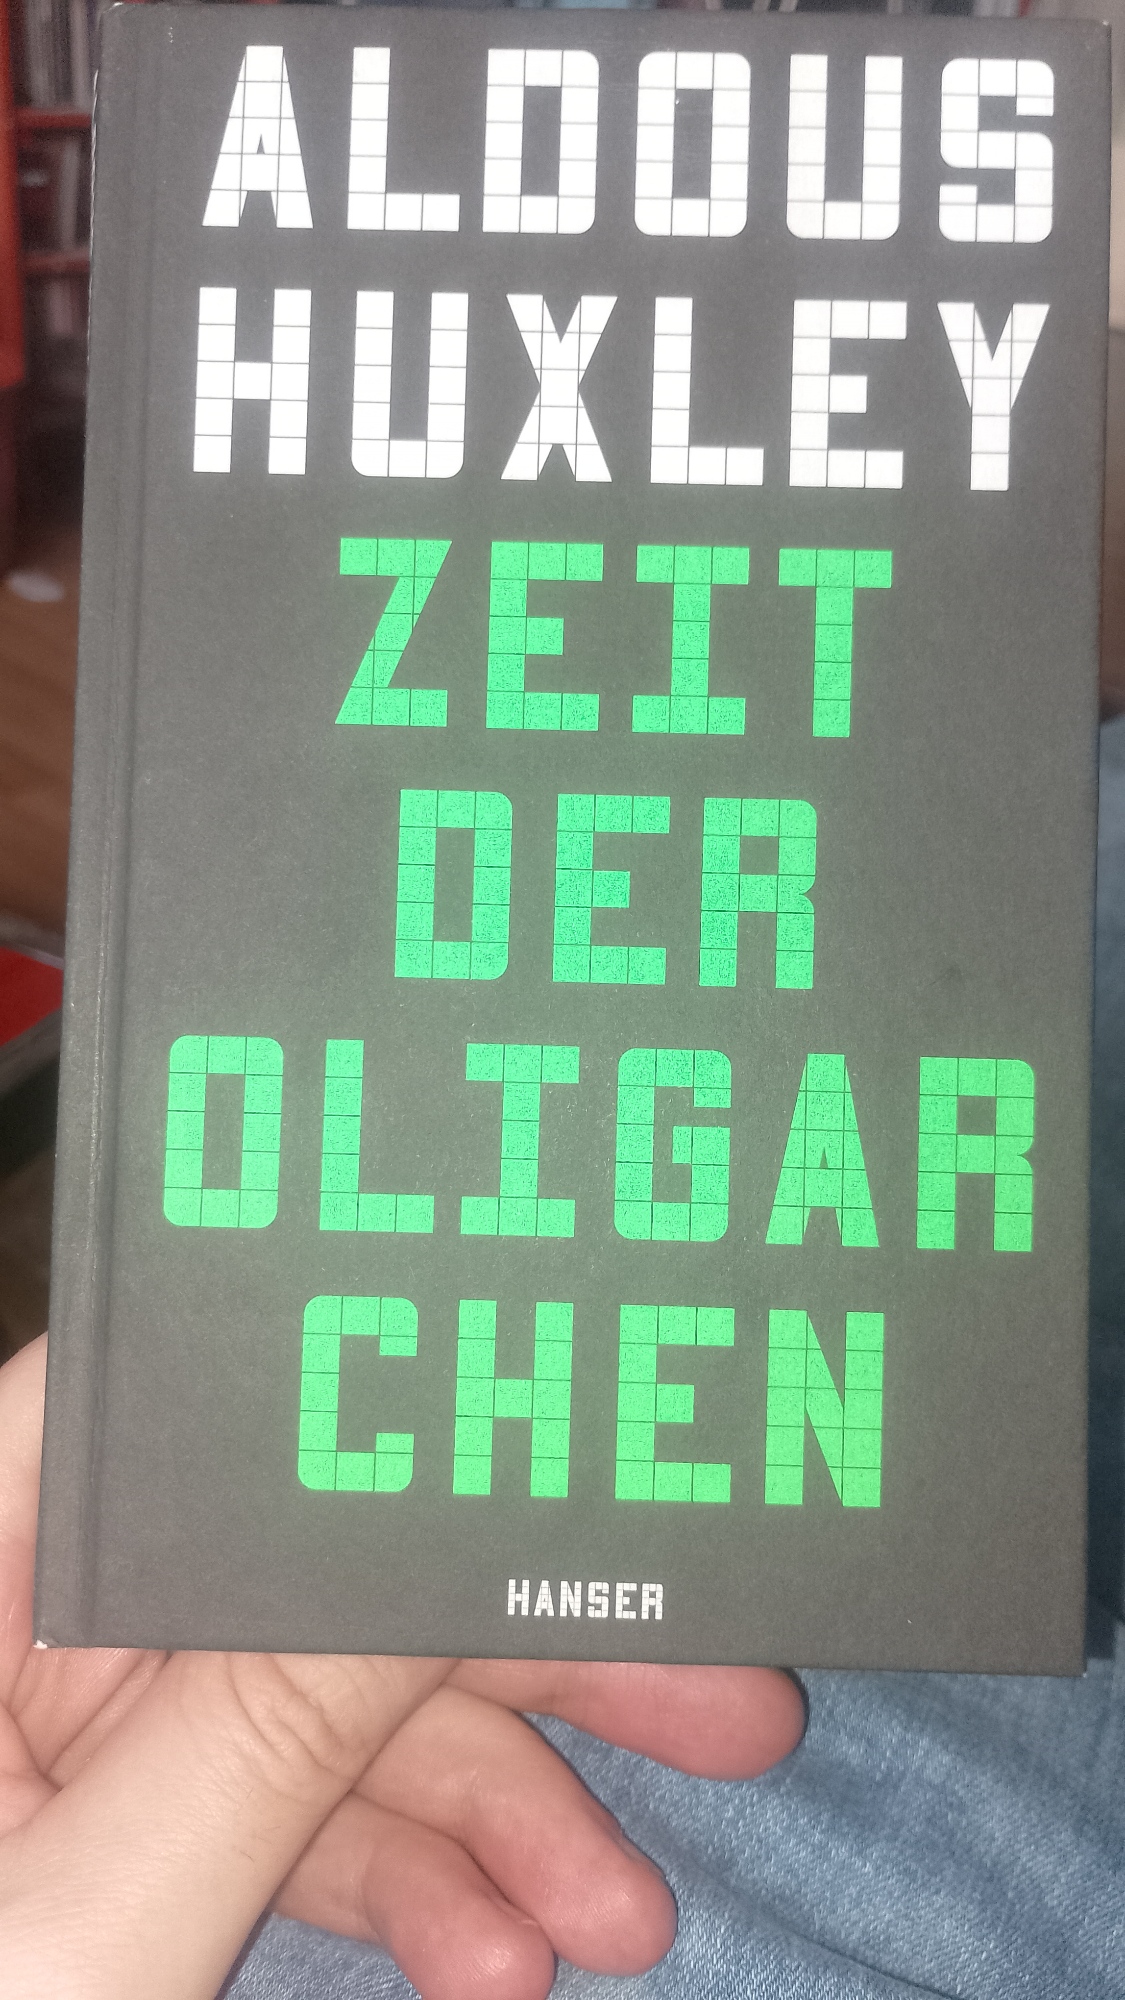 ALDOUS
HUXLEY
ZEIT
DER
OLIGAR
CHEN
HANSER